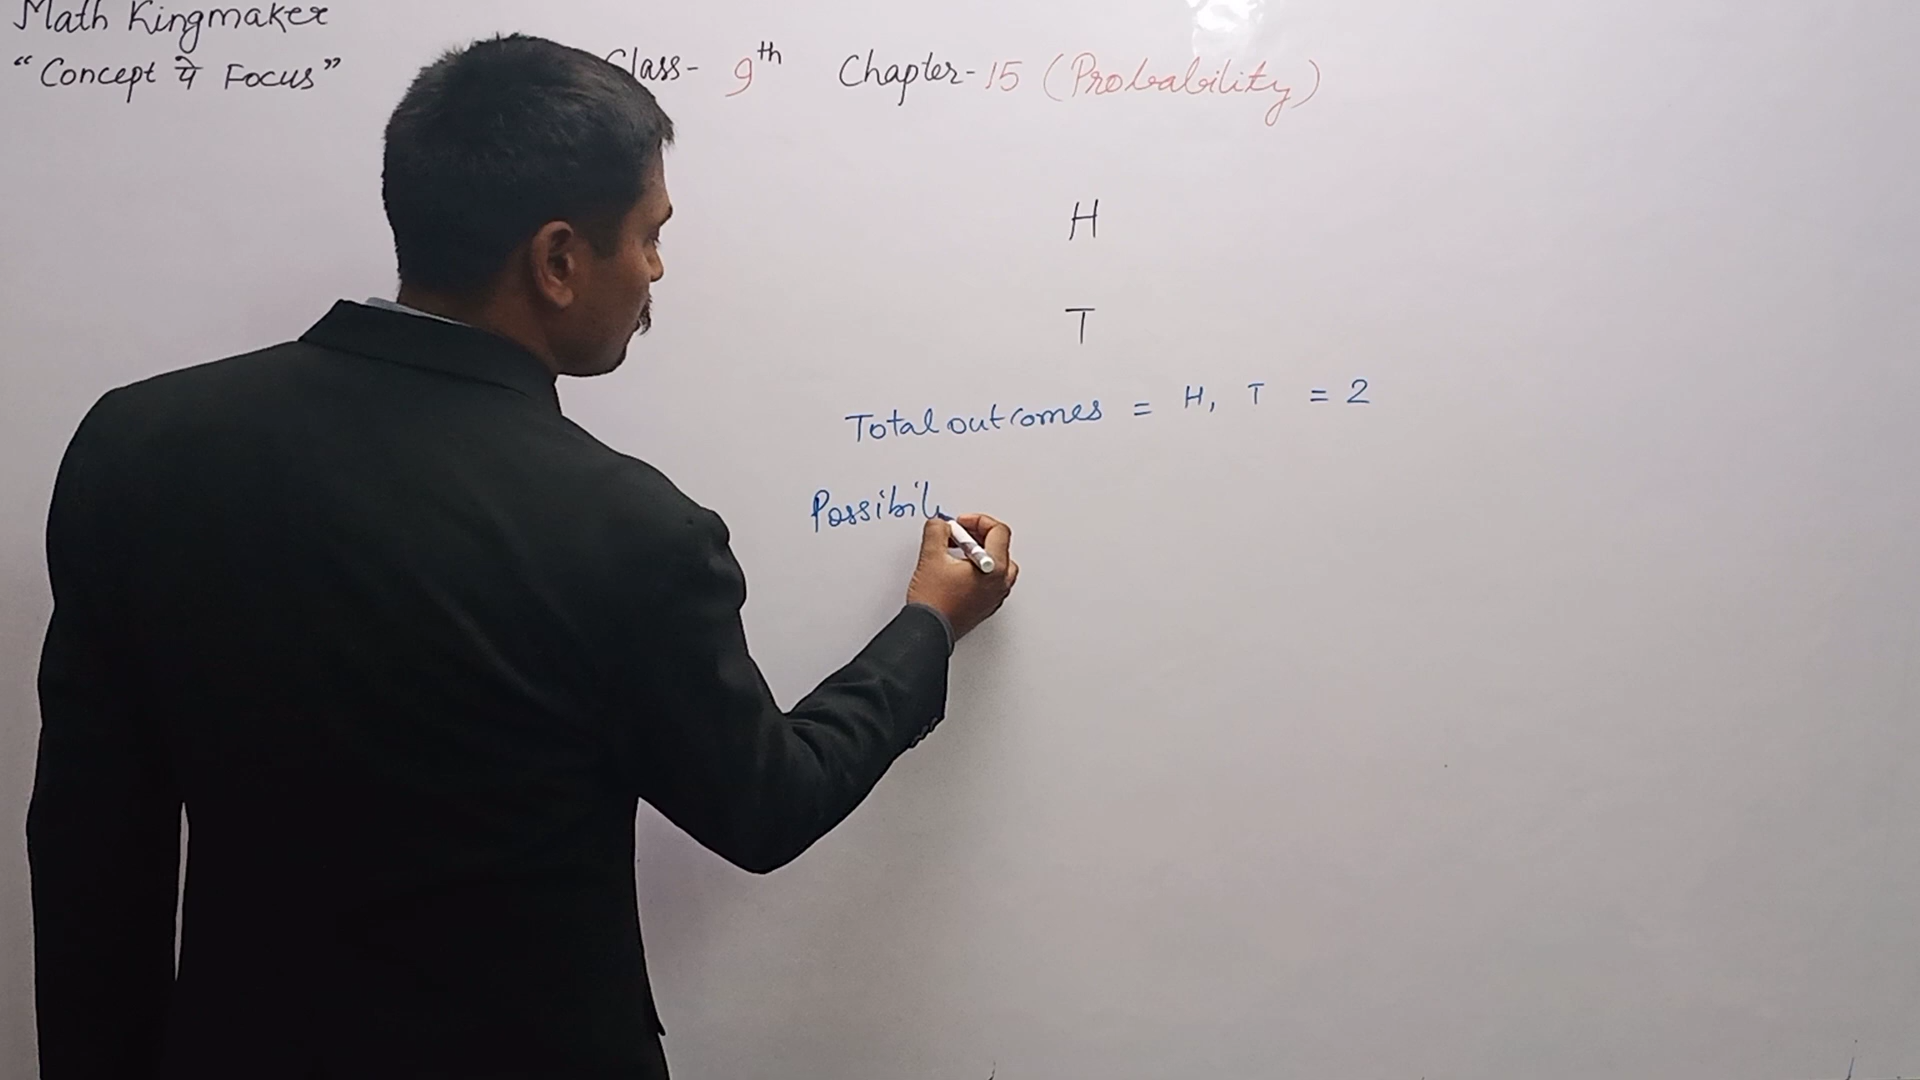 Math Kingmaker
“Concept पे Focus”
Class- 9th Chapter-15 (Probability)
H
T
Total outcomes = H, T = 2
Possibil